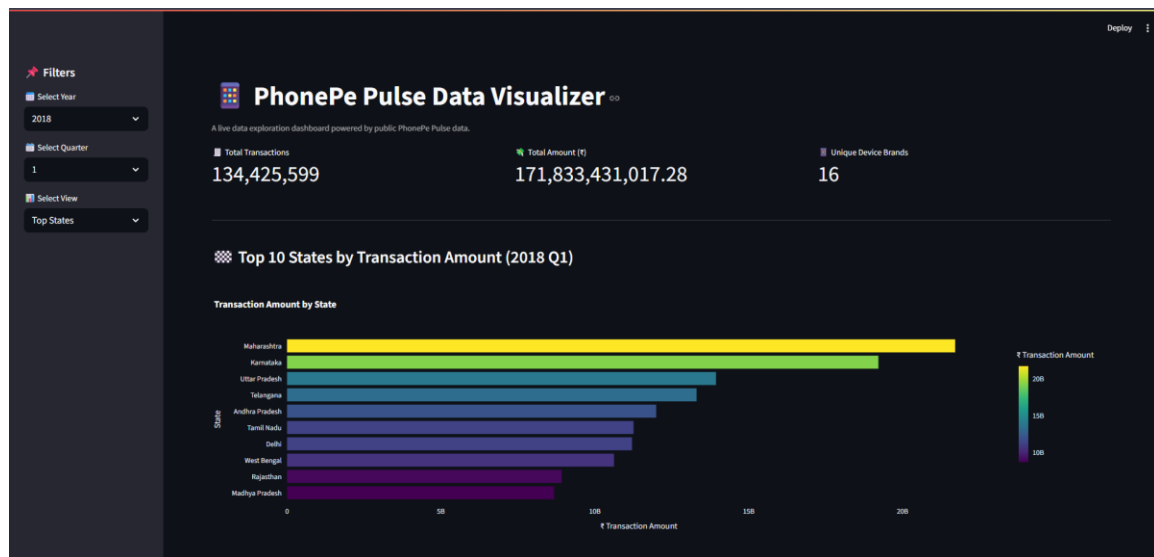 Deploy
Filters
Select Year
2018
Select Quarter
1
Select View
Top States
PhonePe Pulse Data Visualizer
A live data exploration dashboard powered by public PhonePe Pulse data.
Total Transactions
134,425,599
Total Amount (₹)
171,833,431,017.28
Unique Device Brands
16
Top 10 States by Transaction Amount (2018 Q1)
Transaction Amount by State
State
Maharashtra
Karnataka
Uttar Pradesh
Telangana
Andhra Pradesh
Tamil Nadu
Delhi
West Bengal
Rajasthan
Madhya Pradesh
0 5B 10B 15B 20B
₹ Transaction Amount
₹ Transaction Amount
20B
15B
10B